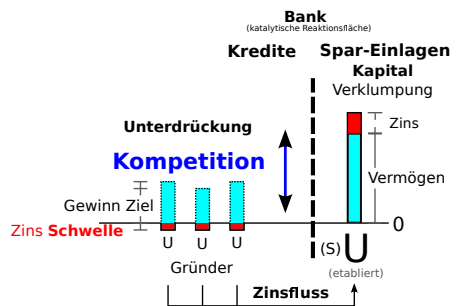 Bank
(katalytische Reaktionsfläche)
Kredite
Spar-Einlagen
Kapital
Verklumpung
Zins
Unterdrückung
Kompetition
Vermögen
Gewinn Ziel
0
Zins Schwelle
U U U
(S) U
Gründer
(etabliert)
Zinsfluss